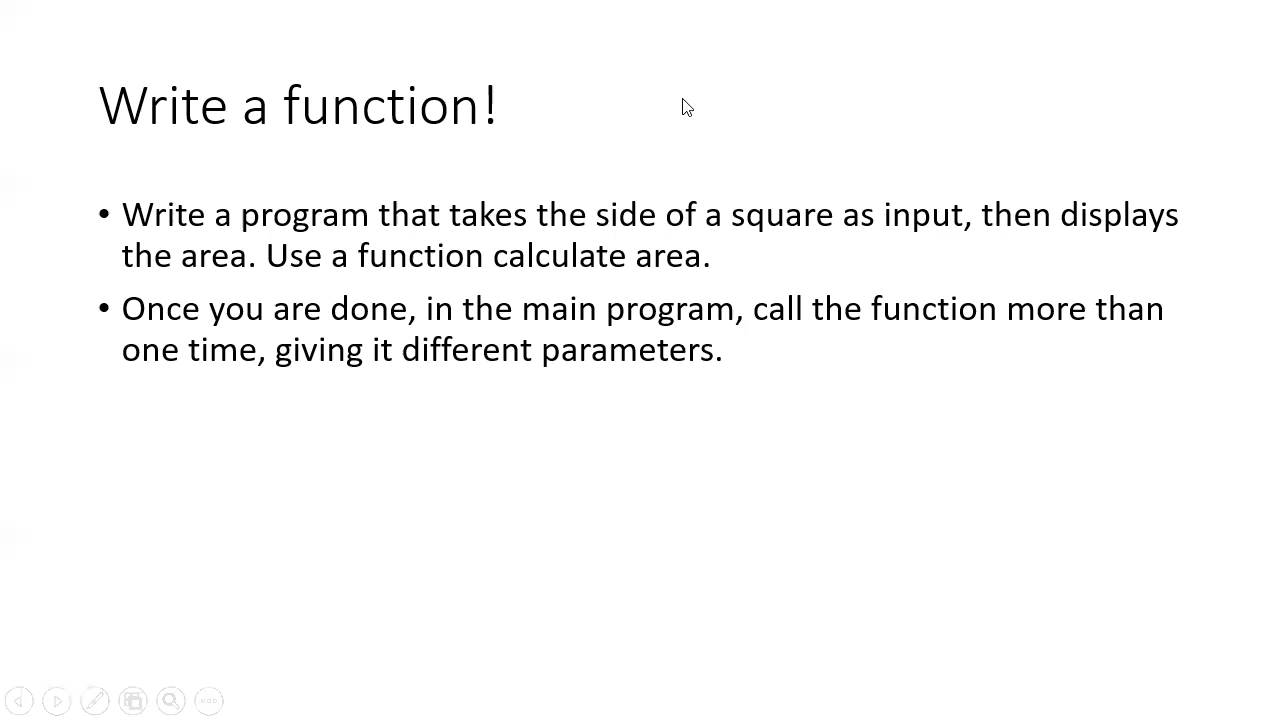 Write a function!
• Write a program that takes the side of a square as input, then displays
the area. Use a function calculate area.
• Once you are done, in the main program, call the function more than
one time, giving it different parameters.